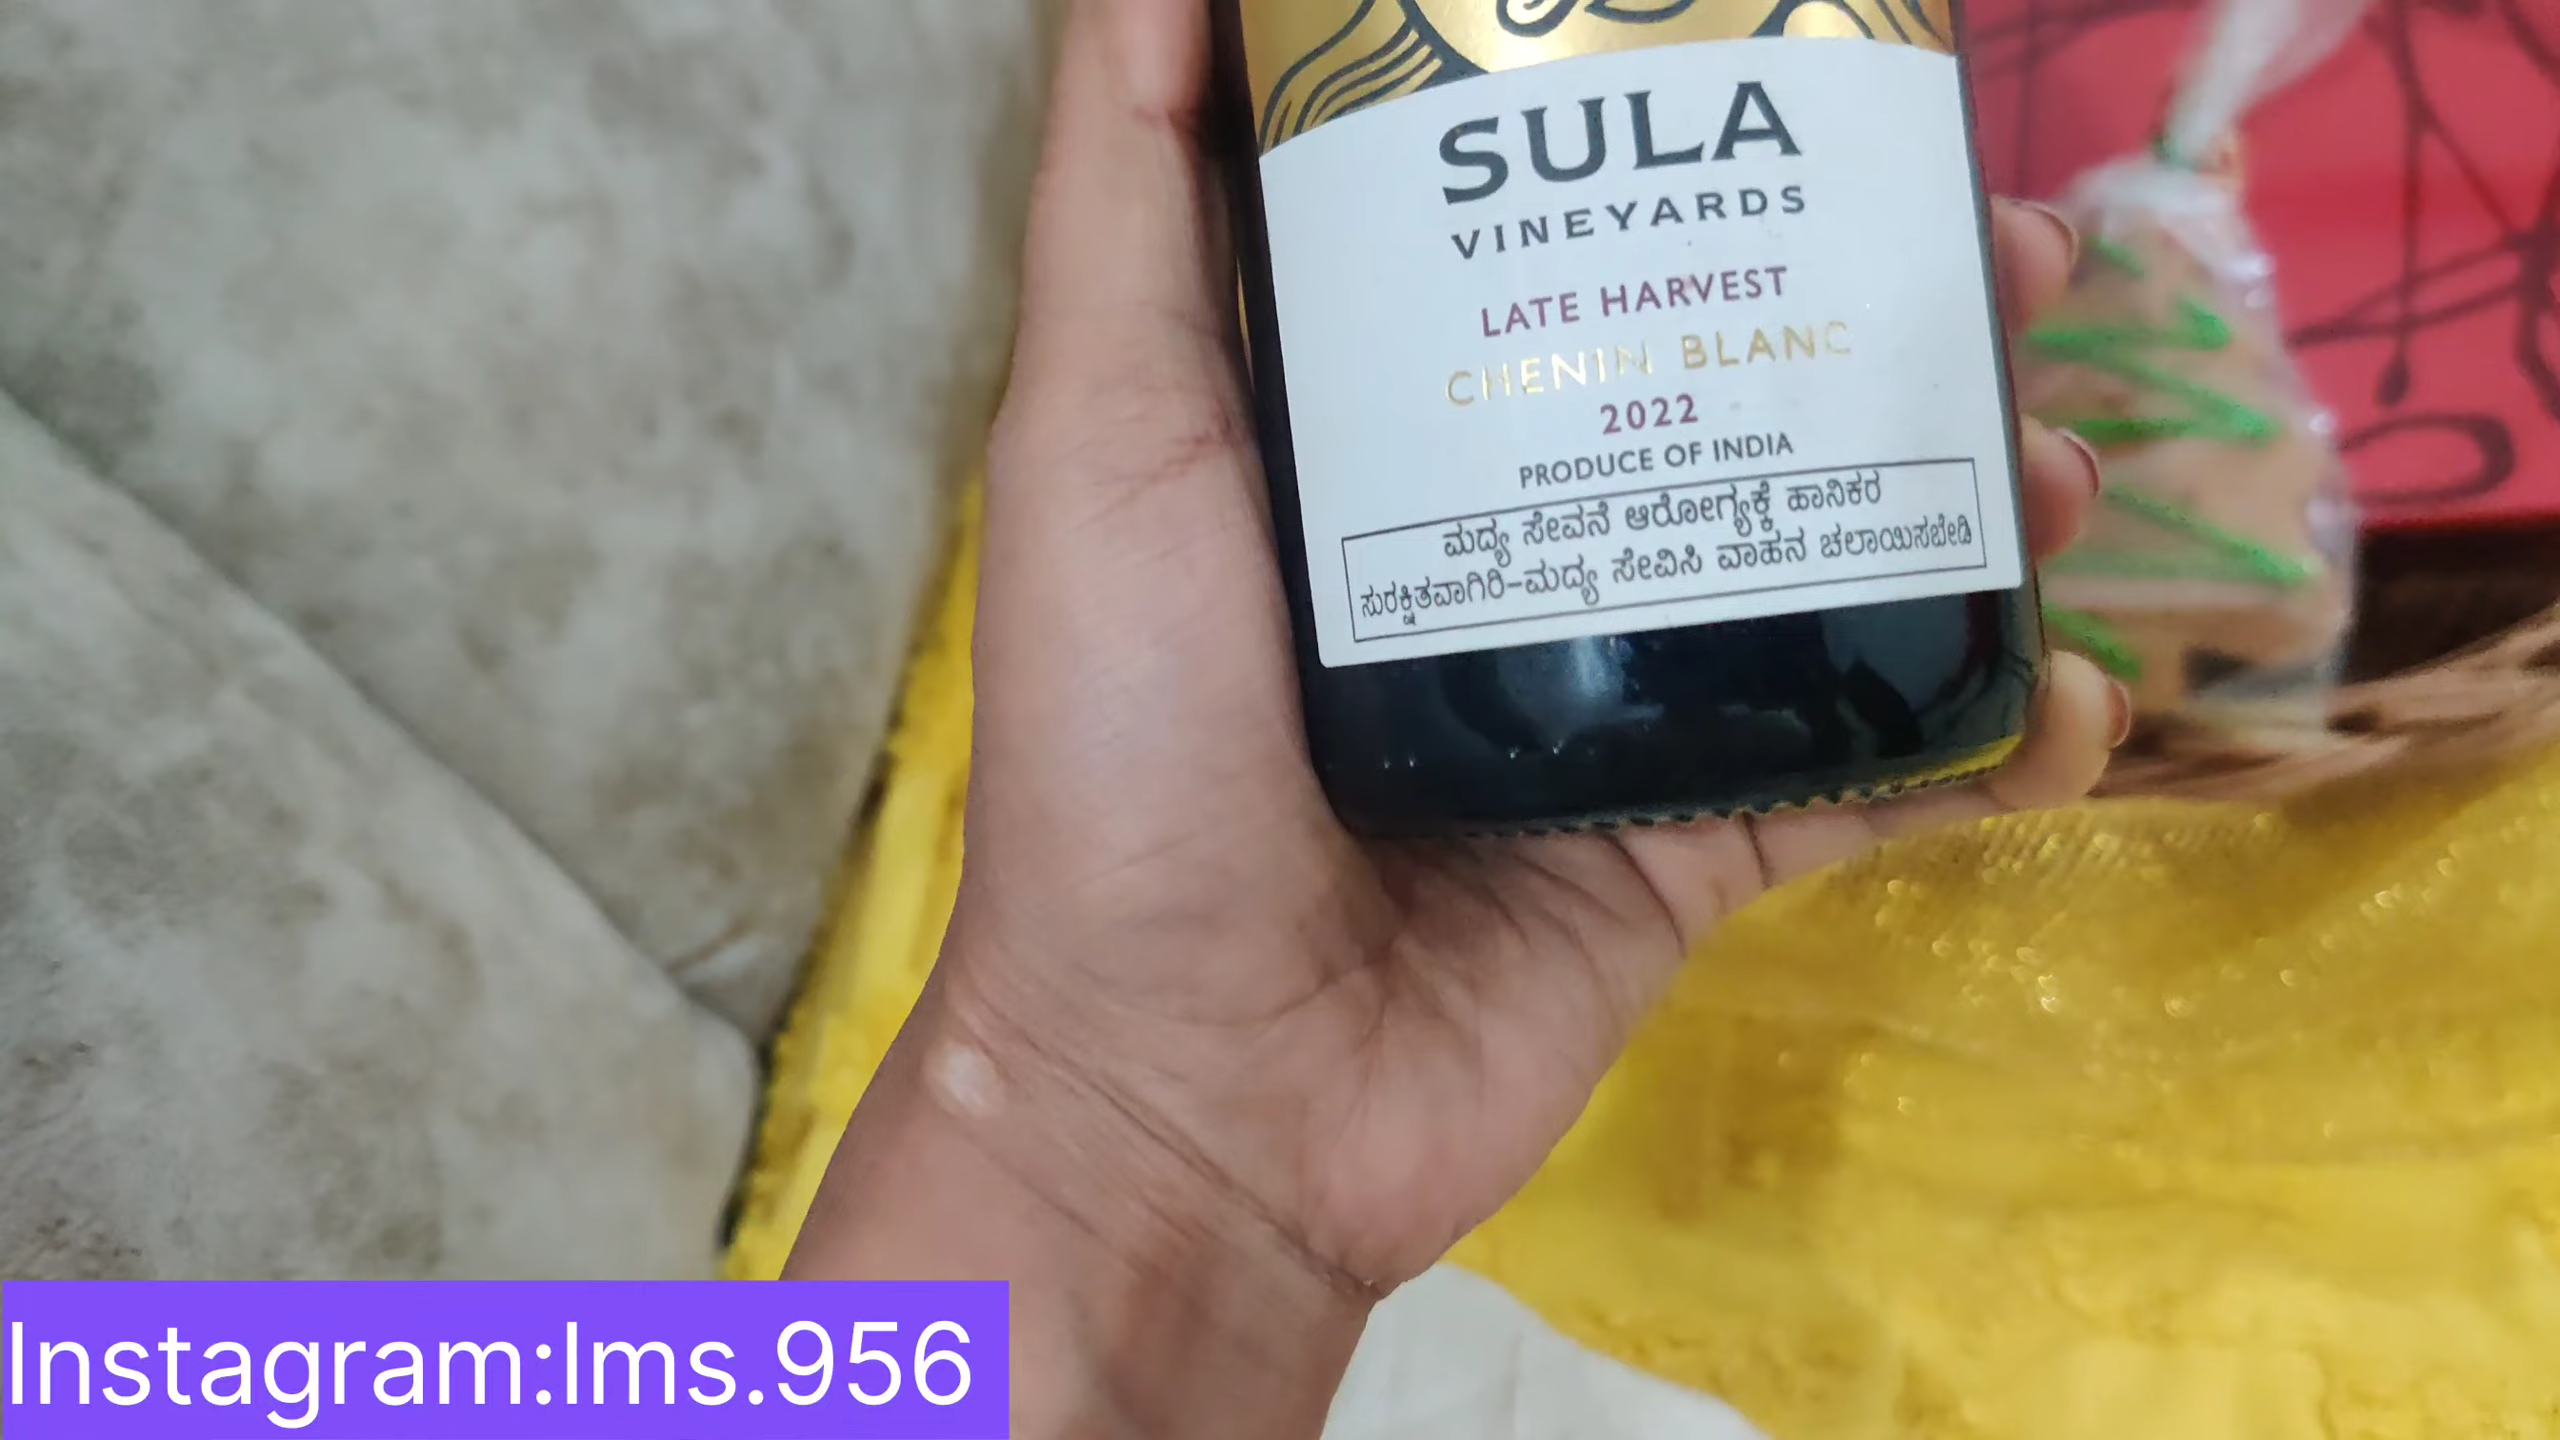 SULA
VINEYARDS
LATE HARVEST
CHENIN BLANC
2022
PRODUCE OF INDIA
ಮದ್ಯ ಸೇವನೆ ಆರೋಗ್ಯಕ್ಕೆ ಹಾನಿಕರ
ಸುರಕ್ಷಿತವಾಗಿರಿ-ಮದ್ಯ ಸೇವಿಸಿ ವಾಹನ ಚಲಾಯಿಸಬೇಡಿ
Instagram:lms.956